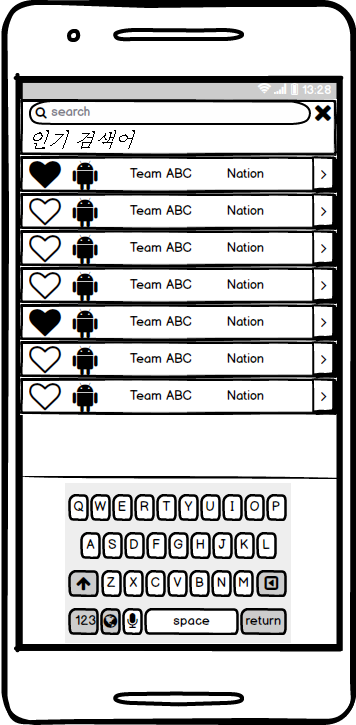 13:28
search
인기 검색어
Team ABC Nation
Team ABC Nation
Team ABC Nation
Team ABC Nation
Team ABC Nation
Team ABC Nation
Team ABC Nation
Q W E R T Y U I O P
A S D F G H J K L
Z X C V B N M
123 space return